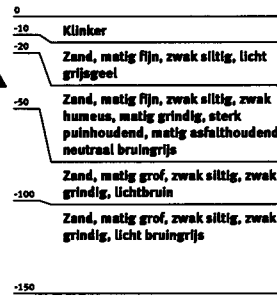 0
-10
Klinker
-20
Zand, matig fijn, zwak siltig, licht
grijsgeel
-50
Zand, matig fijn, zwak siltig, zwak
humeus, matig grindig, sterk
puinhoudend, matig asfalthoudend
neutraal bruingrijs
-100
Zand, matig grof, zwak siltig, zwak
grindig, lichtbruin
Zand, matig grof, zwak siltig, zwak
grindig, licht bruingrijs
-150